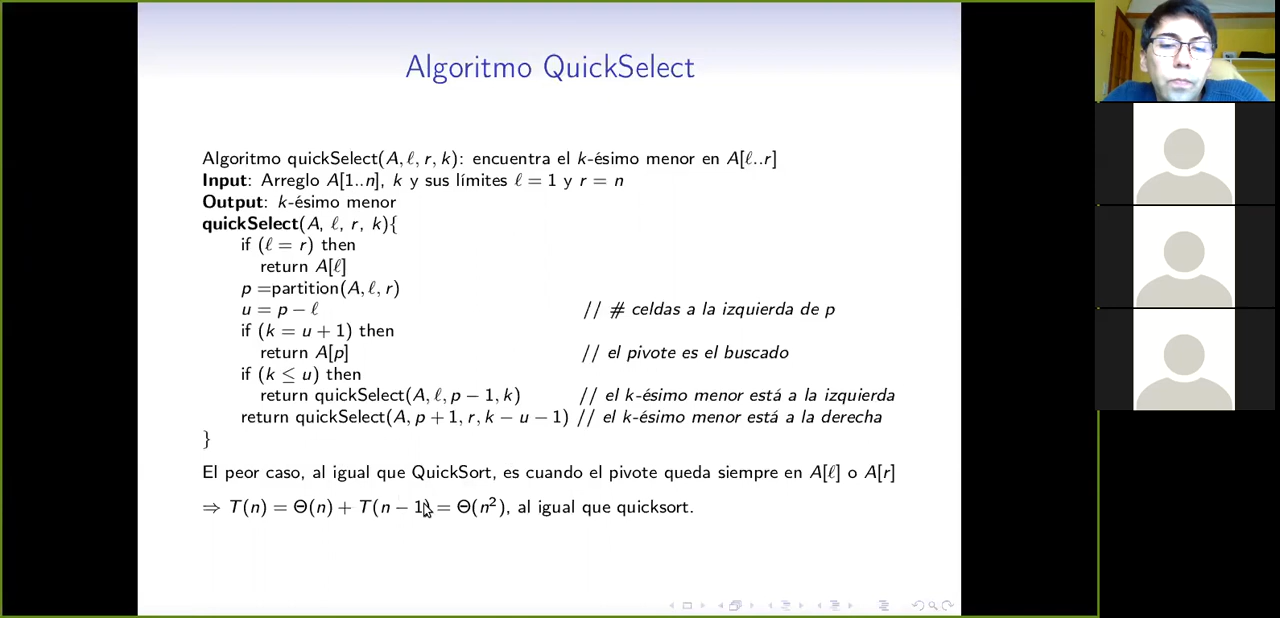 Algoritmo QuickSelect
Algoritmo quickSelect(A, ℓ, r, k): encuentra el k-ésimo menor en A[ℓ..r]
Input: Arreglo A[1..n], k y sus límites ℓ = 1 y r = n
Output: k-ésimo menor
quickSelect(A, ℓ, r, k){
if (ℓ = r) then
return A[ℓ]
p =partition(A, ℓ, r)
u = p − ℓ // # celdas a la izquierda de p
if (k = u + 1) then
return A[p] // el pivote es el buscado
if (k ≤ u) then
return quickSelect(A, ℓ, p − 1, k) // el k-ésimo menor está a la izquierda
return quickSelect(A, p + 1, r, k − u − 1) // el k-ésimo menor está a la derecha
}
El peor caso, al igual que QuickSort, es cuando el pivote queda siempre en A[ℓ] o A[r]
⇒ T(n) = Θ(n) + T(n − 1) = Θ(n²), al igual que quicksort.